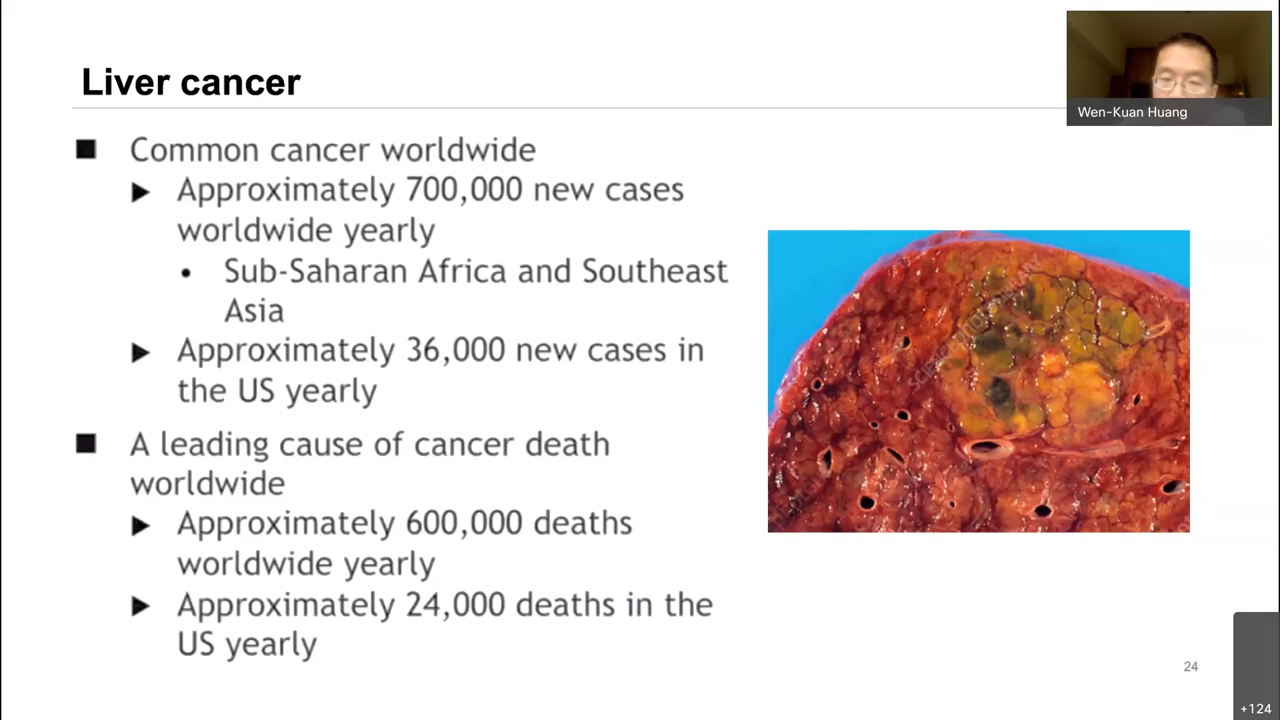 Liver cancer
Wen-Kuan Huang
■ Common cancer worldwide
► Approximately 700,000 new cases
worldwide yearly
• Sub-Saharan Africa and Southeast
Asia
► Approximately 36,000 new cases in
the US yearly
■ A leading cause of cancer death
worldwide
► Approximately 600,000 deaths
worldwide yearly
► Approximately 24,000 deaths in the
US yearly
24
+124